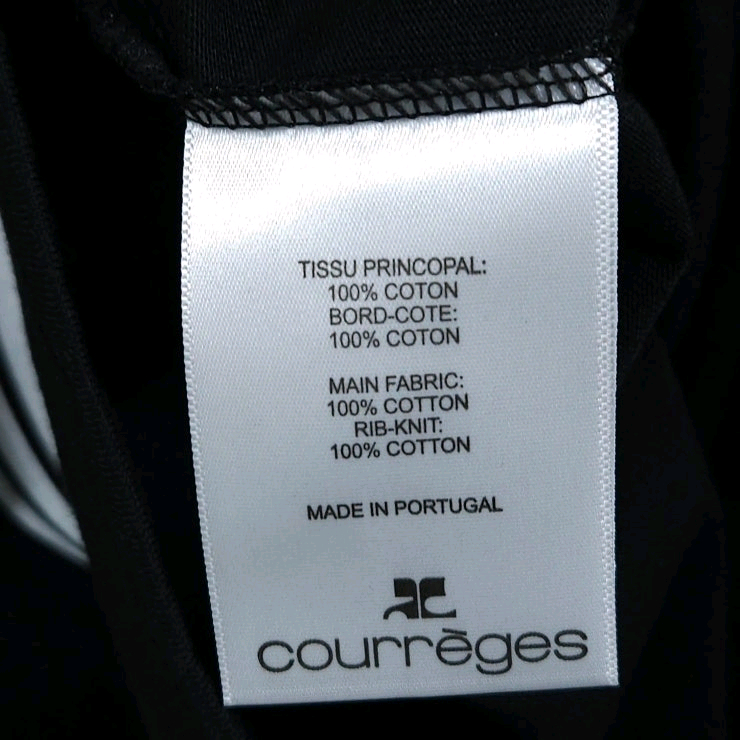 TISSU PRINCOPAL:
100% COTON
BORD-COTE:
100% COTON
MAIN FABRIC:
100% COTTON
RIB-KNIT:
100% COTTON
MADE IN PORTUGAL
courrèges